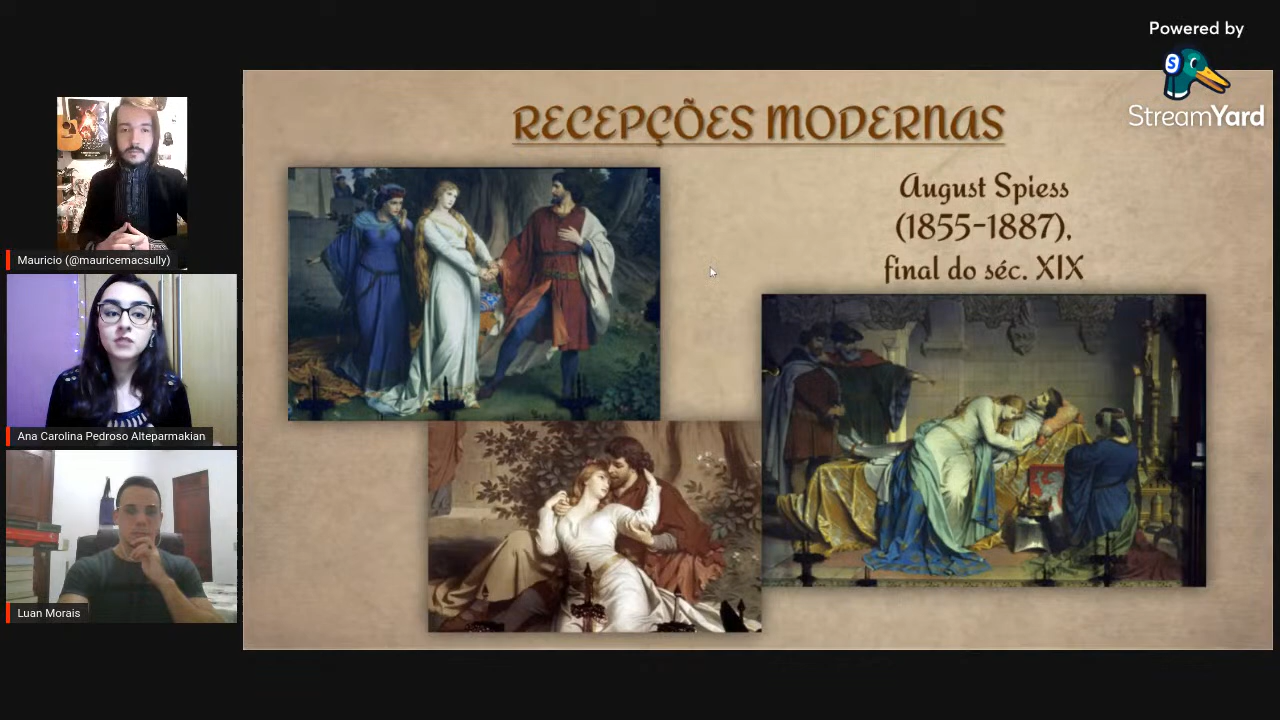 Powered by
StreamYard
RECEPÇÕES MODERNAS
August Spiess
(1855-1887),
final do séc. XIX
Mauricio (@mauricemacsully)
Ana Carolina Pedroso Alteparmakian
Luan Morais